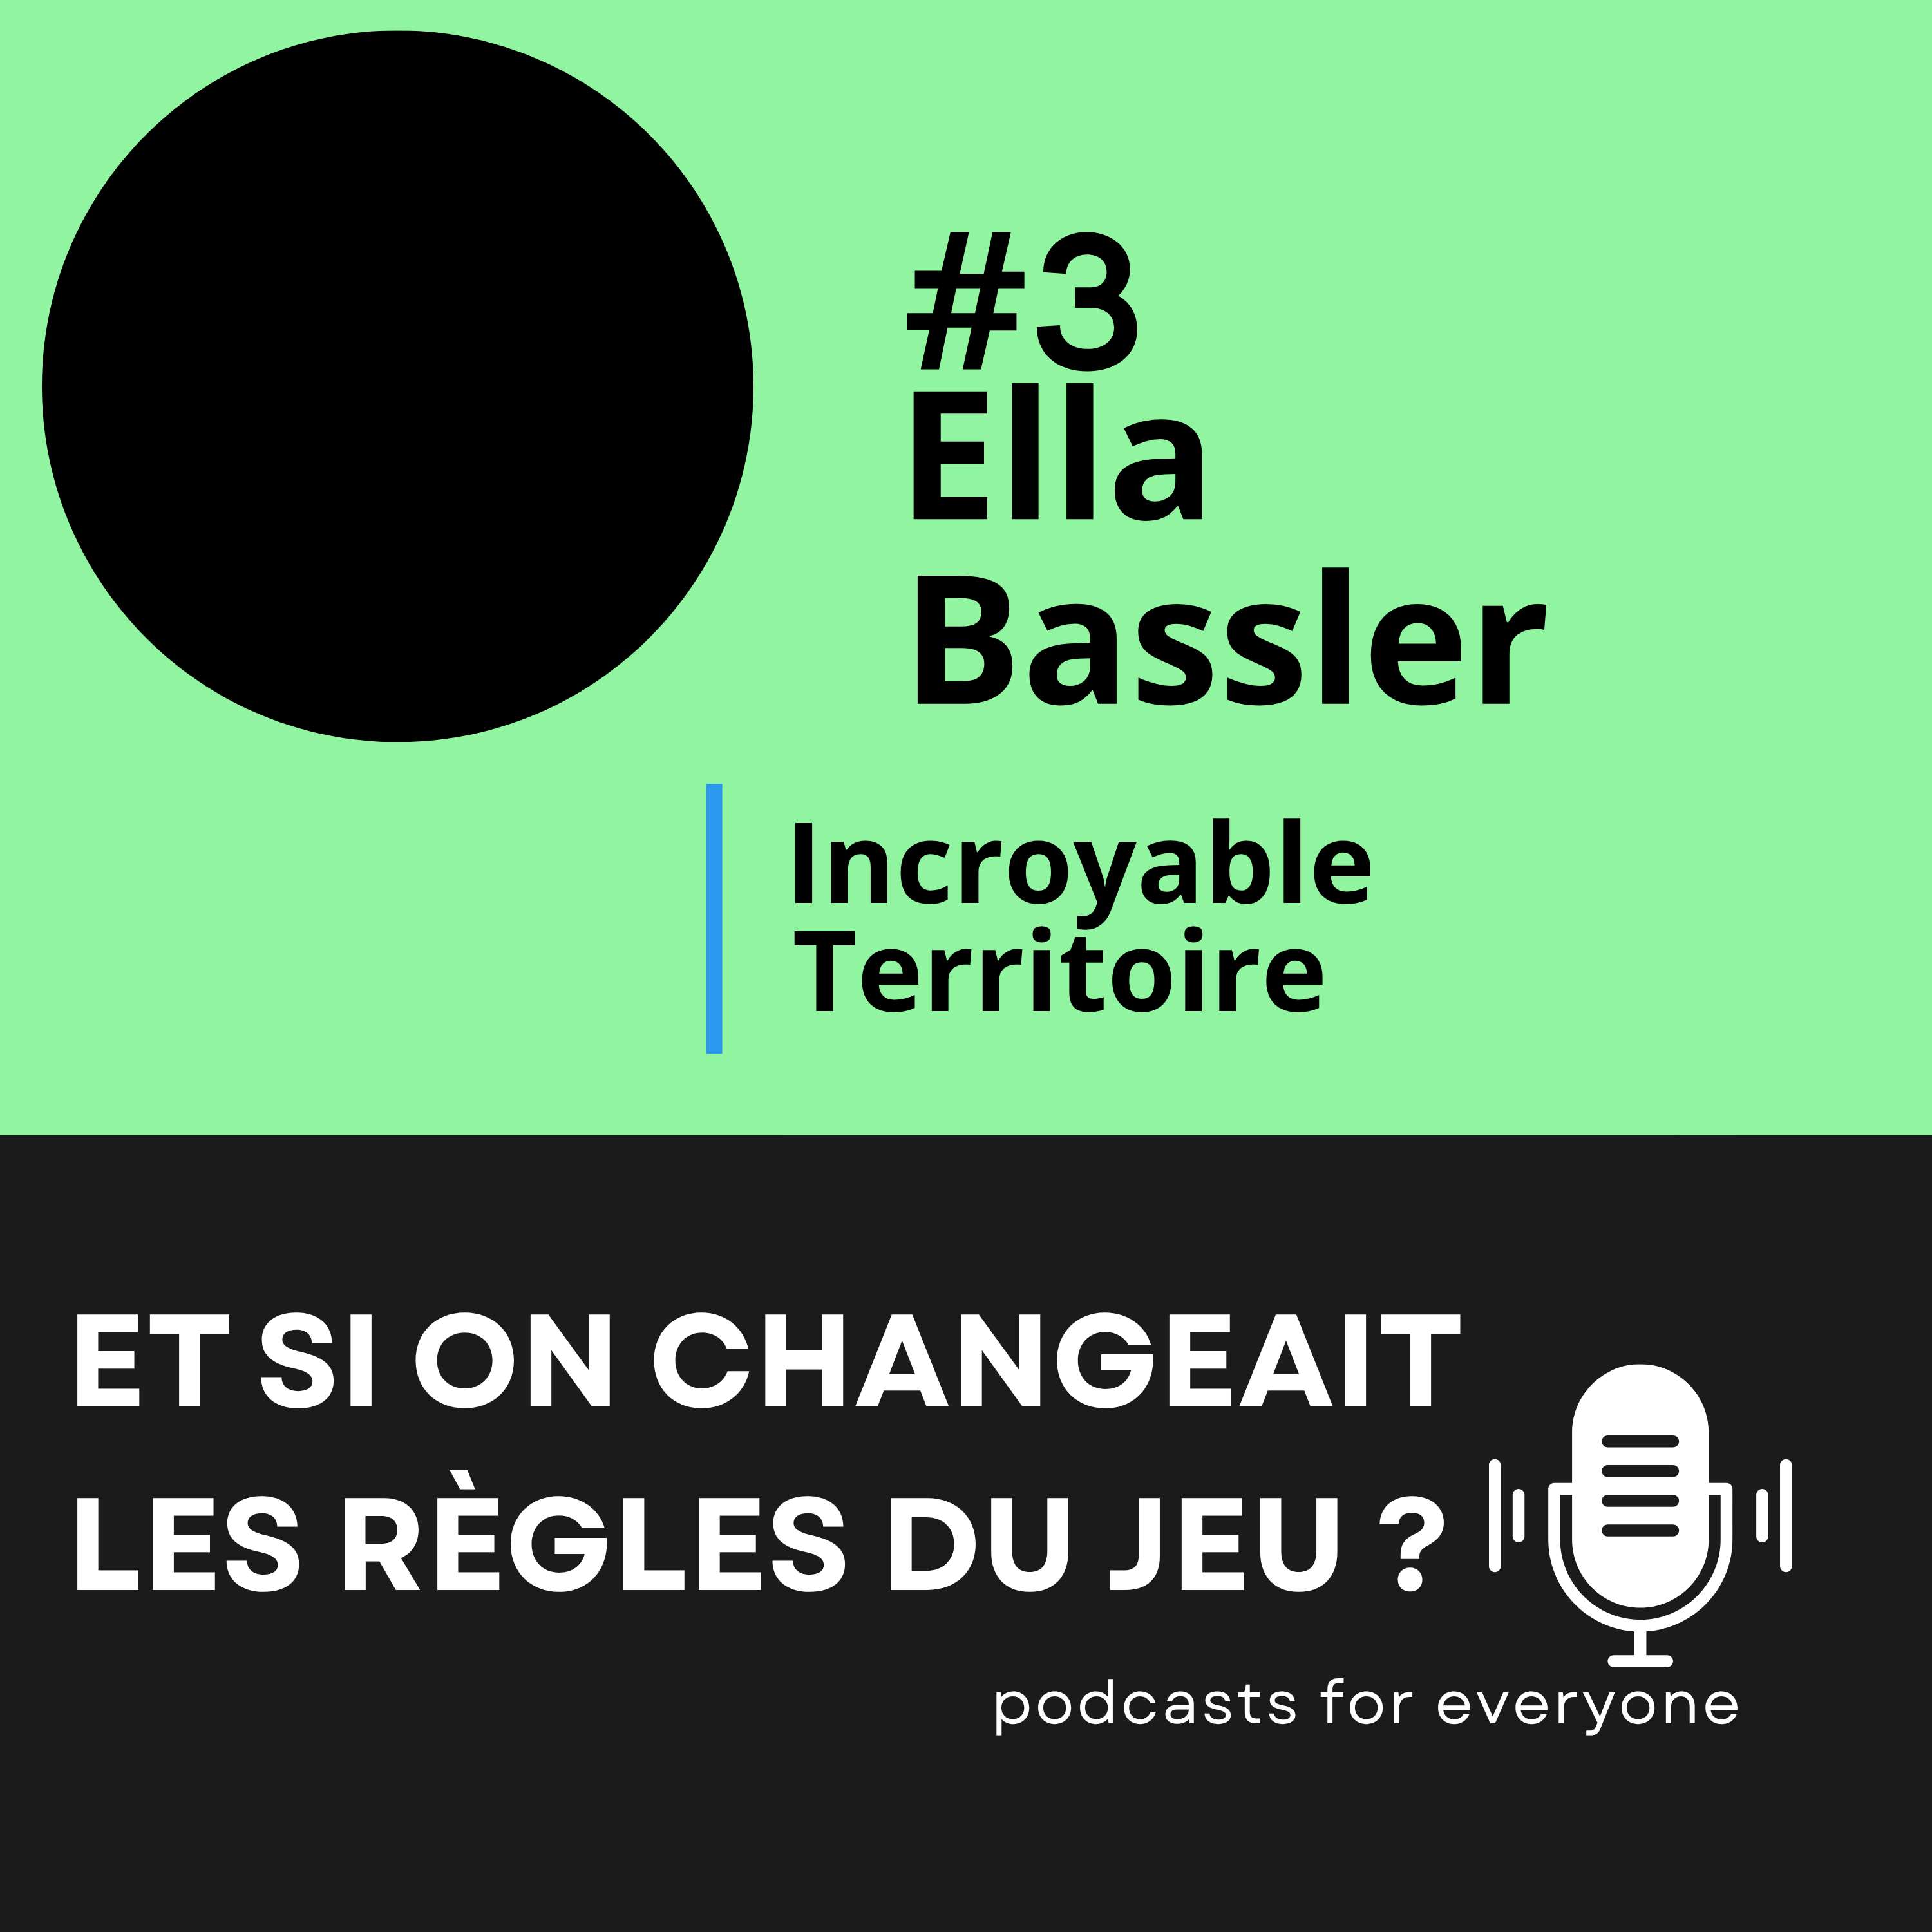 #3
Ella
Bassler
Incroyable
Territoire
ET SI ON CHANGEAIT
LES RÈGLES DU JEU ?
podcasts for everyone